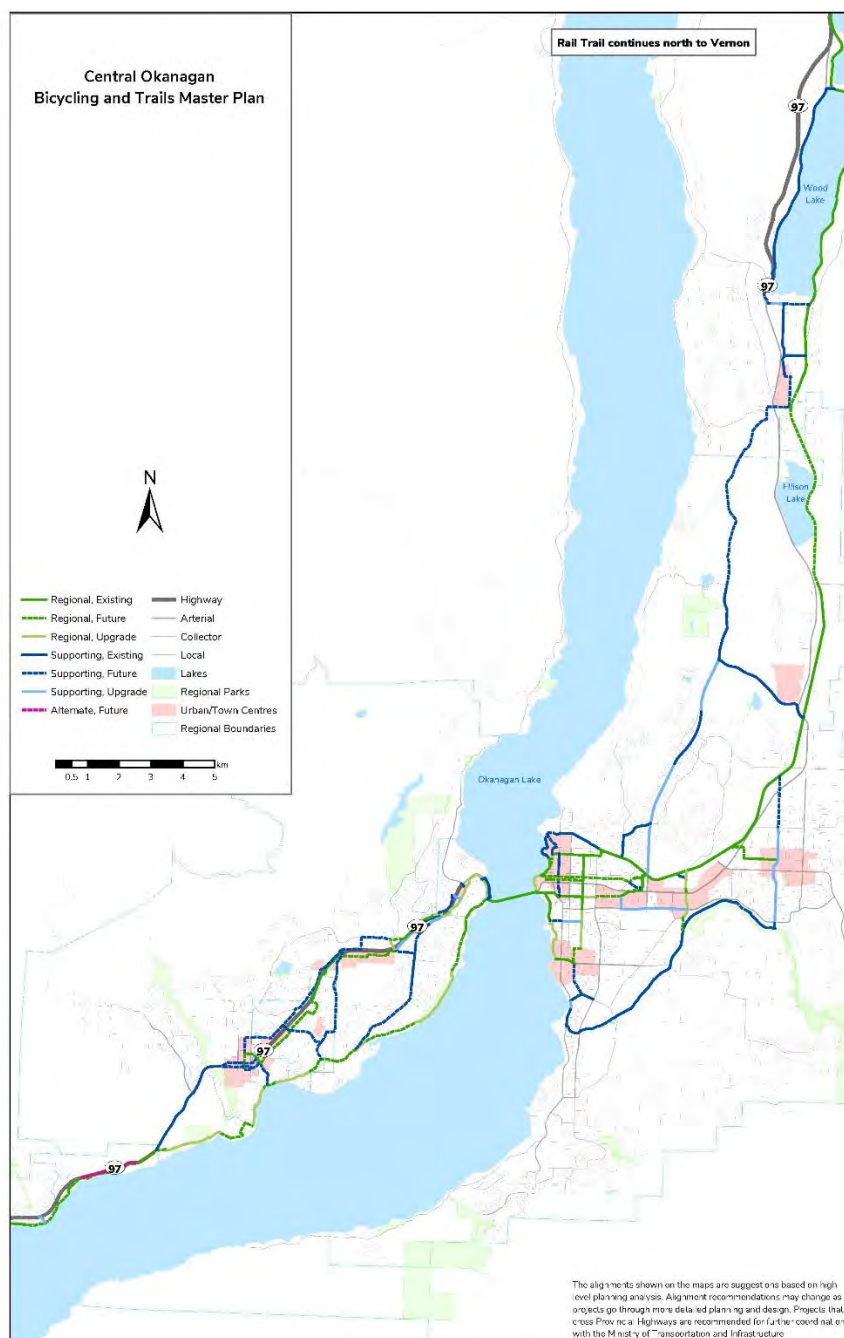 Rail Trail continues north to Vernon
Central Okanagan
Bicycling and Trails Master Plan
97
Wood
Lake
97
N
Ellison
Lake
Regional, Existing
Highway
Regional, Future
Arterial
Regional, Upgrade
Collector
Supporting, Existing
Local
Supporting, Future
Lakes
Supporting, Upgrade
Regional Parks
Alternate, Future
Urban/Town Centres
Regional Boundaries
km
0.5 1 2 3 4 5
Okanagan Lake
97
97
97
The alignments shown on the maps are suggestions based on high
level planning analysis. Alignment recommendations may change as
projects go through more detailed planning and design. Projects that
cross Provincial Highways are recommended for further coordination
with the Ministry of Transportation and Infrastructure